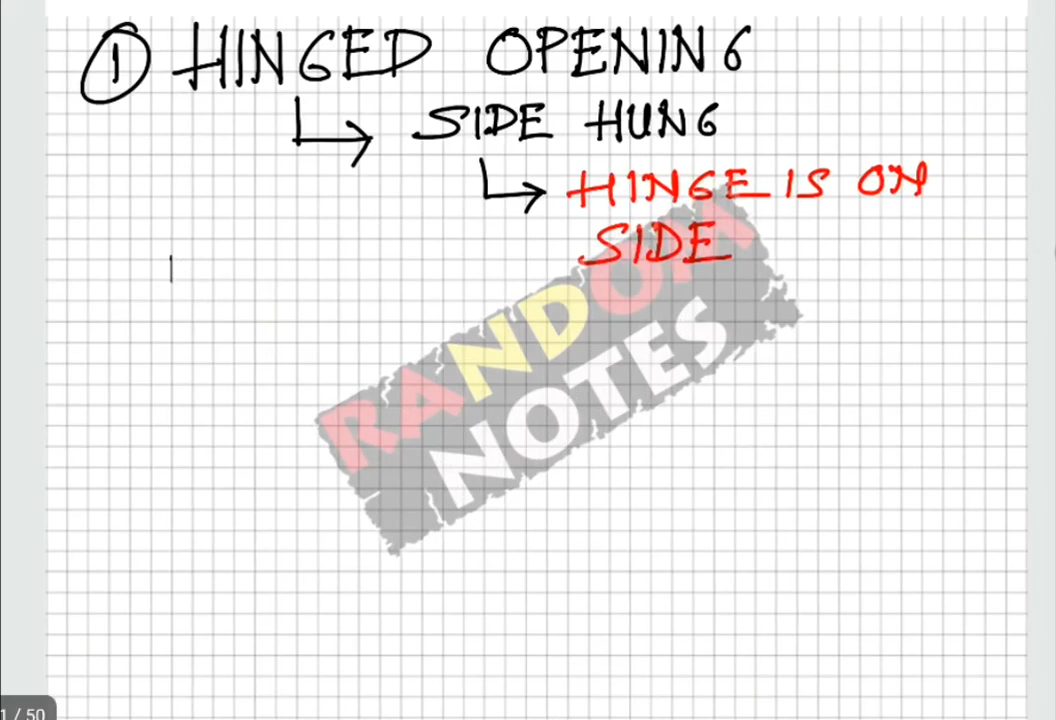 ① HINGED OPENING
↳ SIDE HUNG
↳ HINGE IS ON
SIDE
RANDOM
NOTES
1 / 50